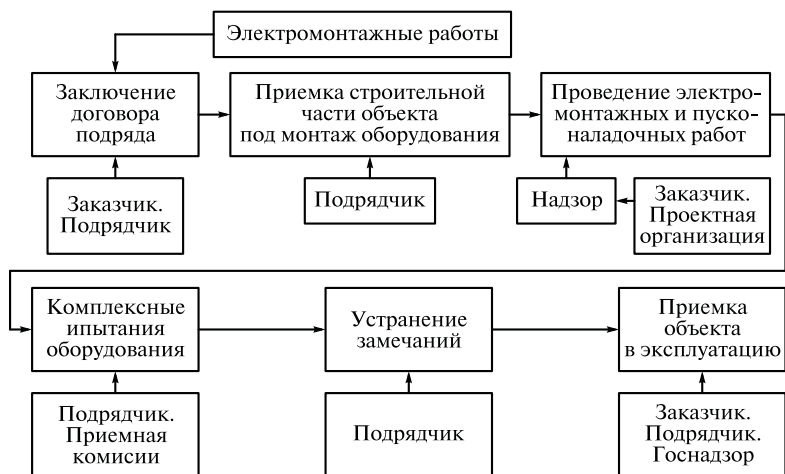 Электромонтажные работы
Заключение
договора
подряда
Приемка строительной
части объекта
под монтаж оборудования
Проведение электро-
монтажных и пуско-
наладочных работ
Заказчик.
Подрядчик
Подрядчик
Надзор
Заказчик.
Проектная
организация
Комплексные
ипытания
оборудования
Устранение
замечаний
Приемка
объекта
в эксплуатацию
Подрядчик.
Приемная
комисии
Подрядчик
Заказчик.
Подрядчик.
Госнадзор